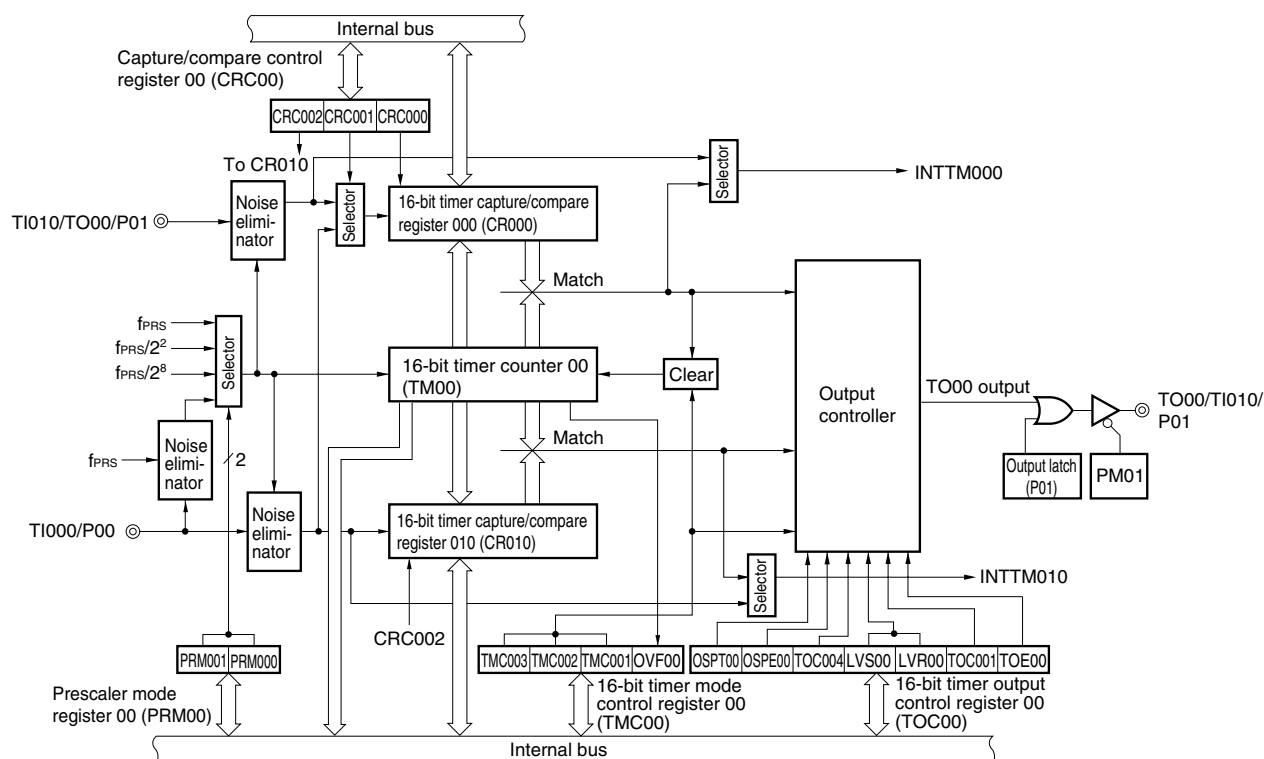 Internal bus
Capture/compare control
register 00 (CRC00)
CRC002 CRC001 CRC000
To CR010
Selector
INTTM000
TI010/TO00/P01
Noise
elimi-
nator
Selector
16-bit timer capture/compare
register 000 (CR000)
Match
fPRS
fPRS/2²
fPRS/2⁸
Selector
16-bit timer counter 00
(TM00)
Clear
Output
controller
TO00 output
TO00/TI010/
P01
fPRS
Noise
elimi-
nator
2
Match
Output latch
(P01)
PM01
TI000/P00
Noise
elimi-
nator
16-bit timer capture/compare
register 010 (CR010)
Selector
INTTM010
CRC002
PRM001 PRM000
TMC003 TMC002 TMC001 OVF00
OSPT00 OSPE00 TOC004 LVS00 LVR00 TOC001 TOE00
Prescaler mode
register 00 (PRM00)
16-bit timer mode
control register 00
(TMC00)
16-bit timer output
control register 00
(TOC00)
Internal bus